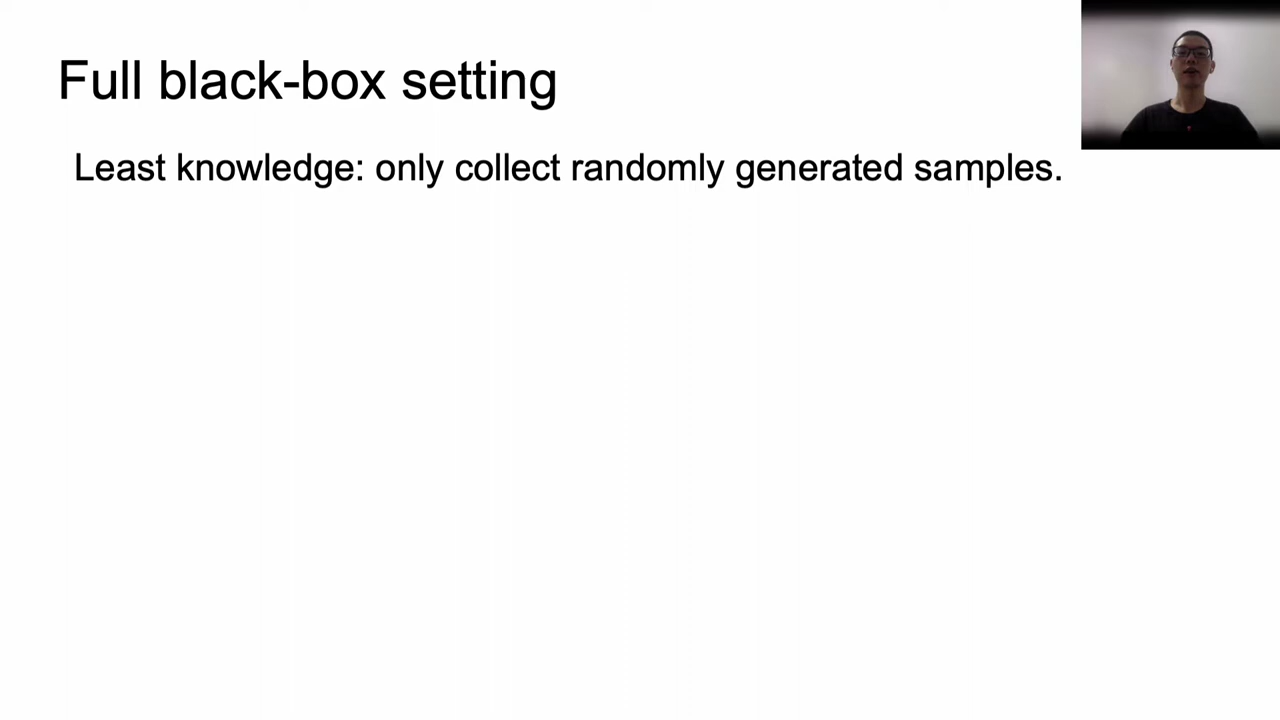 Full black-box setting
Least knowledge: only collect randomly generated samples.